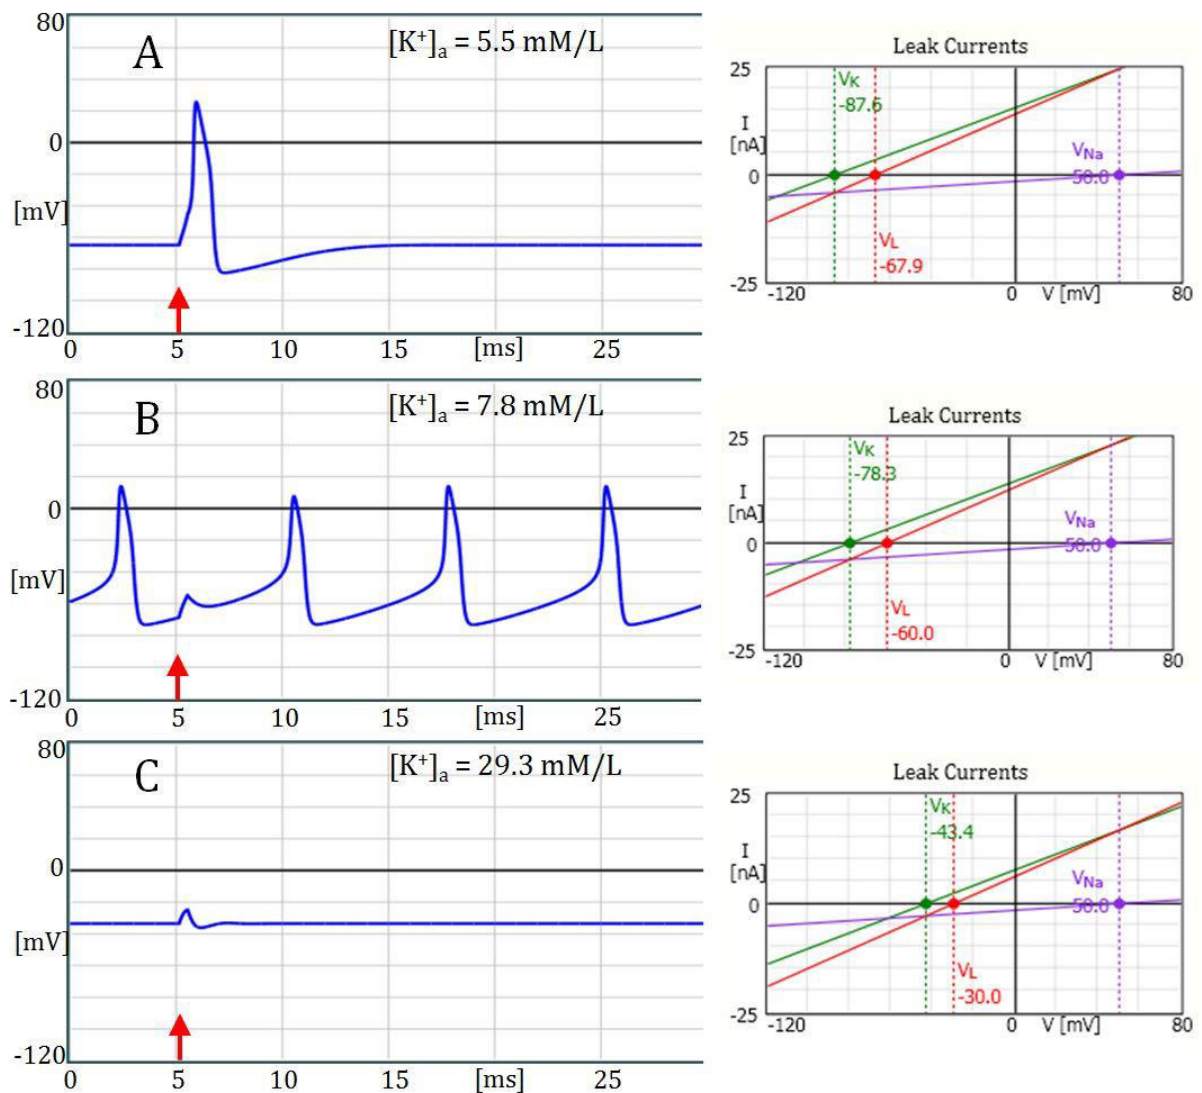 80
A
[K⁺]ₐ = 5.5 mM/L
0
[mV]
-120
0 5 10 15 [ms] 25
Leak Currents
25
I
[nA]
0
-25
VK
-87.6
VNa
50.0
VL
-67.9
-120 0 V [mV] 80
80
B
[K⁺]ₐ = 7.8 mM/L
0
[mV]
-120
0 5 10 15 [ms] 25
Leak Currents
25
I
[nA]
0
-25
VK
-78.3
VNa
50.0
VL
-60.0
-120 0 V [mV] 80
80
C
[K⁺]ₐ = 29.3 mM/L
0
[mV]
-120
0 5 10 15 [ms] 25
Leak Currents
25
I
[nA]
0
-25
VK
-43.4
VNa
50.0
VL
-30.0
-120 0 V [mV] 80